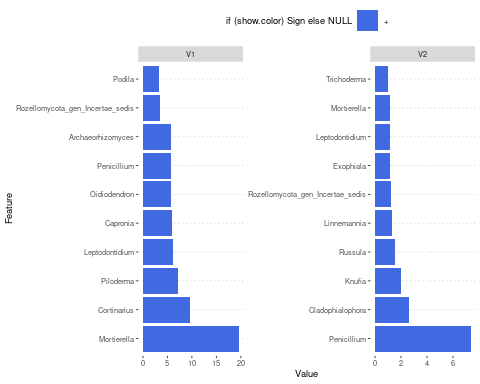 if (show.color) Sign else NULL +
V1
V2
Podila
Rozellomycota_gen_Incertae_sedis
Archaeorhizomyces
Penicillium
Oidiodendron
Capronia
Leptodontidium
Piloderma
Cortinarius
Mortierella
0 5 10 15 20
Trichoderma
Mortierella
Leptodontidium
Exophiala
Rozellomycota_gen_Incertae_sedis
Linnemannia
Russula
Knufia
Cladophialophora
Penicillium
0 2 4 6
Feature
Value